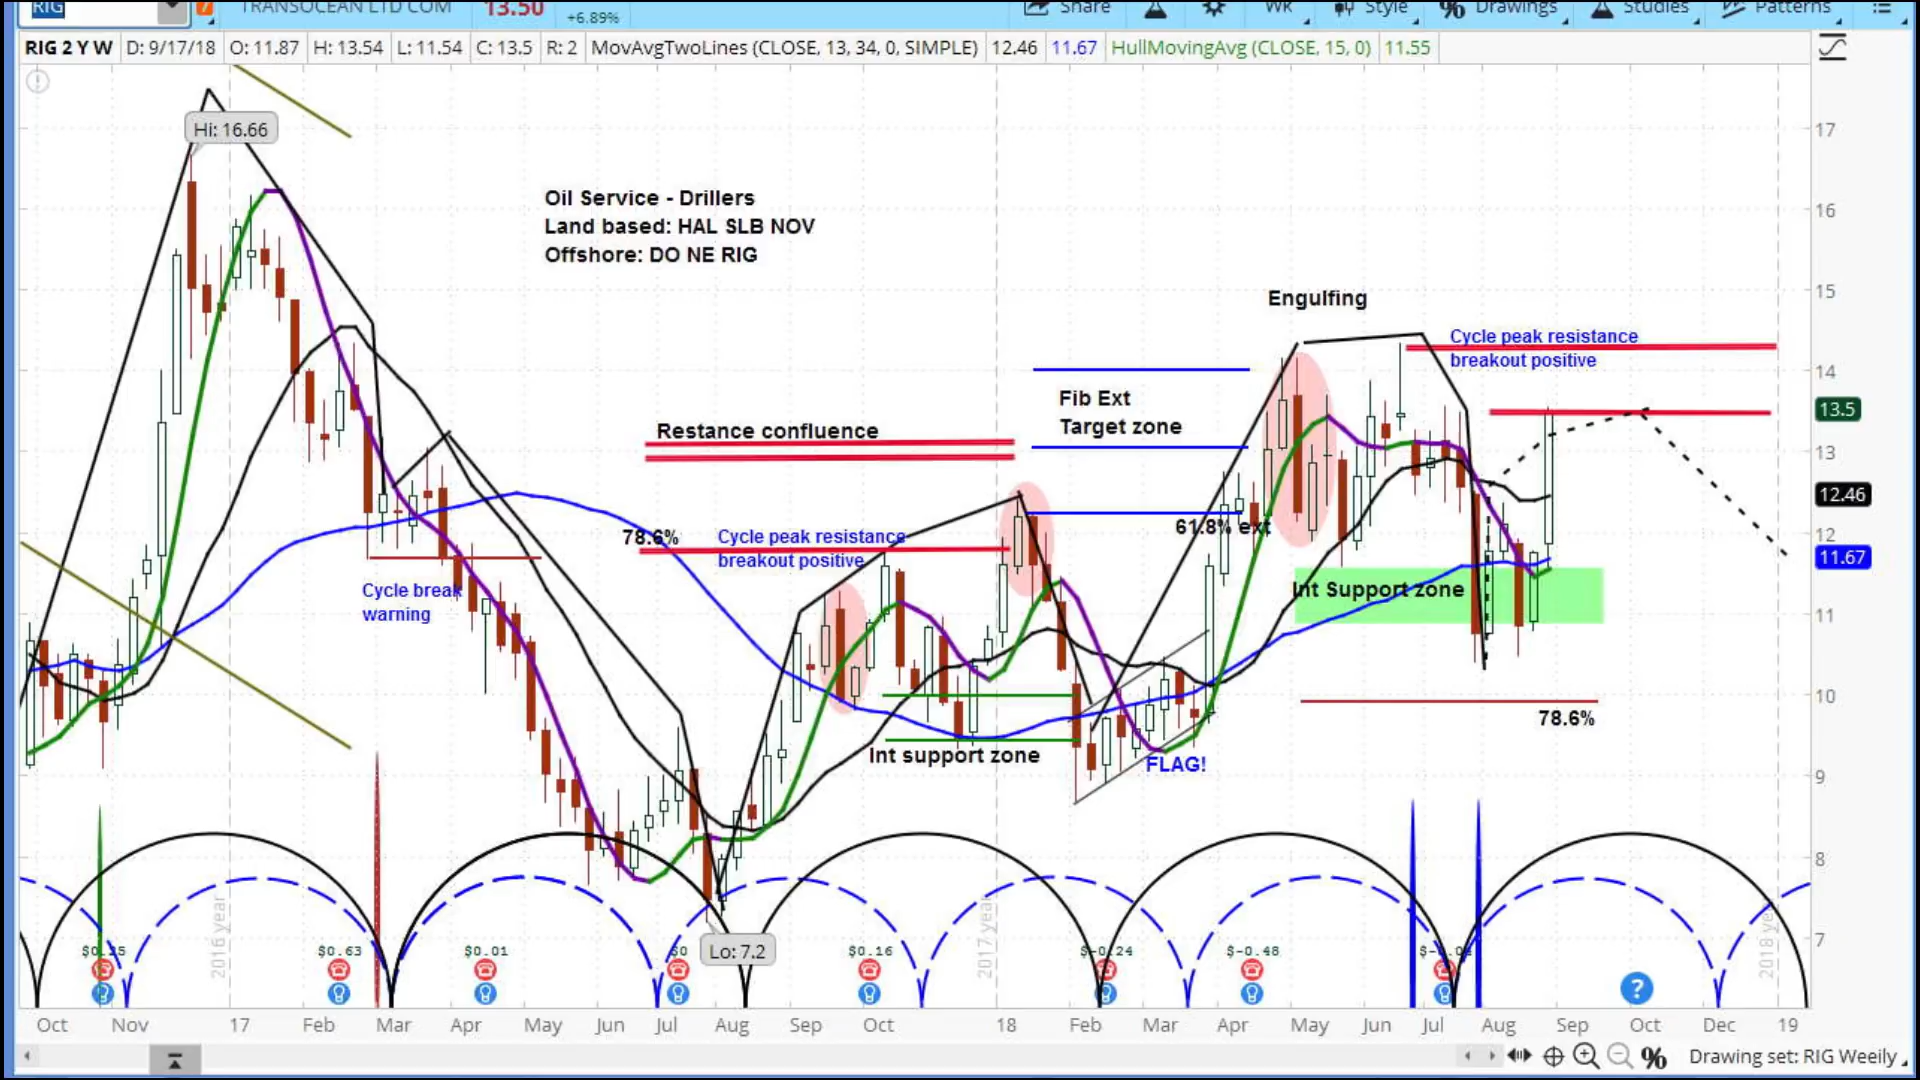 RIG
TRANSOCEAN LTD COM
13.50
+6.89%
Share
Wk
Style
Drawings
Studies
Patterns
RIG 2 Y W
D: 9/17/18
O: 11.87
H: 13.54
L: 11.54
C: 13.5
R: 2
MovAvgTwoLines (CLOSE, 13, 34, 0, SIMPLE)
12.46
11.67
HullMovingAvg (CLOSE, 15, 0)
11.55
Hi: 16.66
Oil Service - Drillers
Land based: HAL SLB NOV
Offshore: DO NE RIG
Engulfing
Cycle peak resistance
breakout positive
Fib Ext
Target zone
Restance confluence
78.6%
Cycle peak resistance
breakout positive
61.8% ext
Cycle break
warning
Int Support zone
78.6%
Int support zone
FLAG!
Lo: 7.2
17
16
15
14
13.5
13
12.46
12
11.67
11
10
9
8
7
2016 year
2017 year
2018 ye
$0.63
$0.01
$0
$0.16
$-0.24
$-0.48
?
Oct
Nov
17
Feb
Mar
Apr
May
Jun
Jul
Aug
Sep
Oct
18
Feb
Mar
Apr
May
Jun
Jul
Aug
Sep
Oct
Dec
19
Drawing set: RIG Weeily